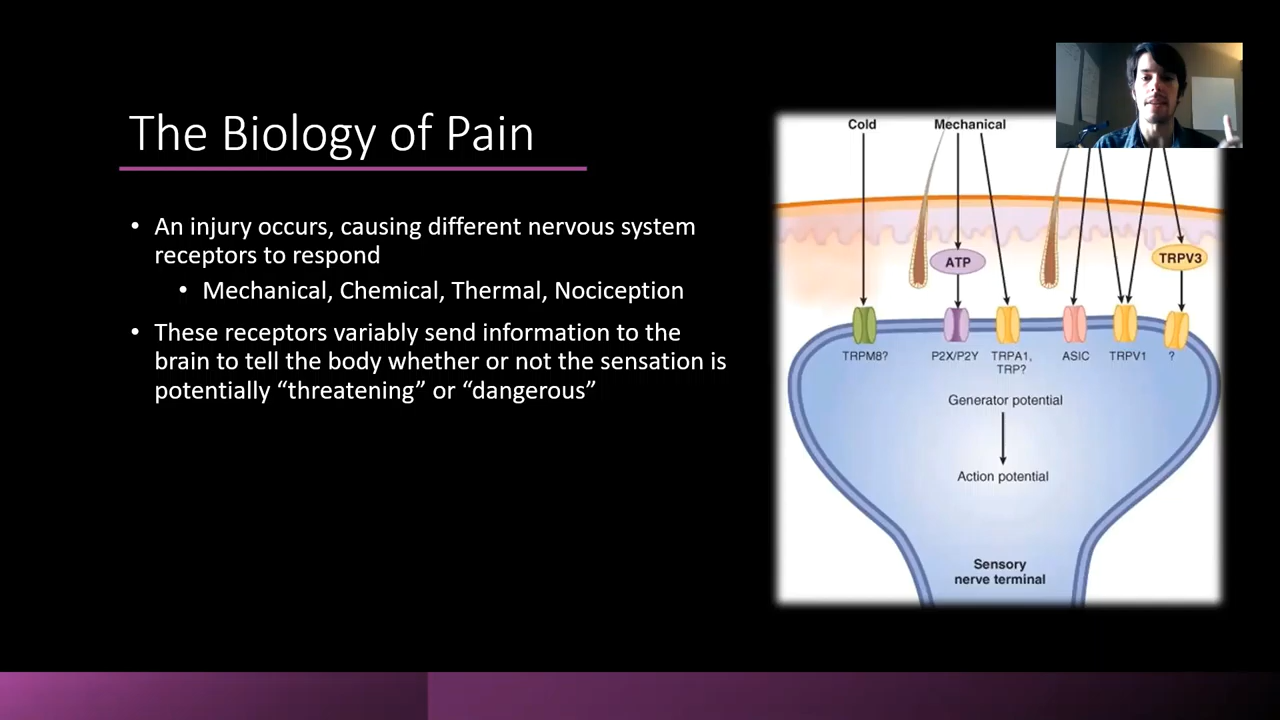 The Biology of Pain
• An injury occurs, causing different nervous system
receptors to respond
• Mechanical, Chemical, Thermal, Nociception
• These receptors variably send information to the
brain to tell the body whether or not the sensation is
potentially “threatening” or “dangerous”
Cold
Mechanical
ATP
TRPV3
TRPM8?
P2X/P2Y
TRPA1,
TRP?
ASIC
TRPV1
?
Generator potential
Action potential
Sensory
nerve terminal